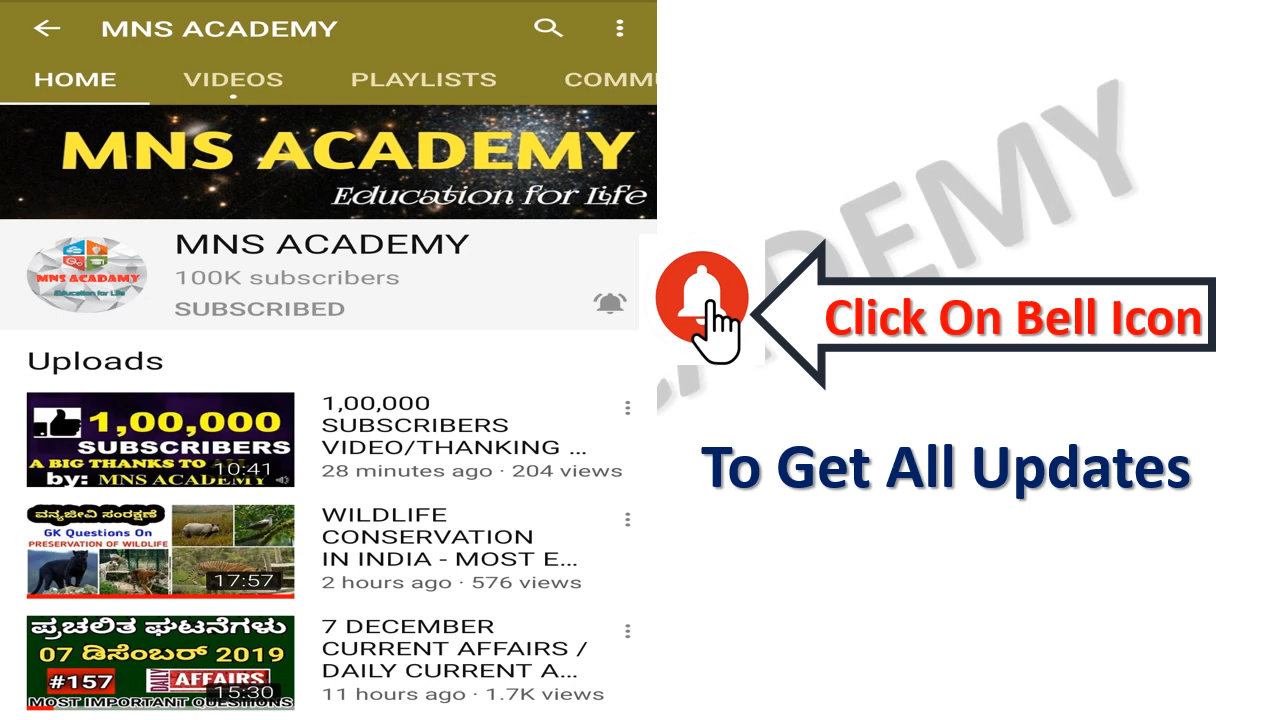 MNS ACADEMY
HOME VIDEOS PLAYLISTS COMMU
MNS ACADEMY
Education for Life
MNS ACADEMY
100K subscribers
SUBSCRIBED
MNS ACADAMY
Education for Life
Uploads
1,00,000
SUBSCRIBERS
A BIG THANKS TO
10:41
by: MNS ACADEMY
1,00,000
SUBSCRIBERS
VIDEO/THANKING ...
28 minutes ago · 204 views
ವನ್ಯಜೀವಿ ಸಂರಕ್ಷಣೆ
GK Questions On
PRESERVATION OF WILDLIFE
17:57
WILDLIFE
CONSERVATION
IN INDIA - MOST E...
2 hours ago · 576 views
ಪ್ರಚಲಿತ ಘಟನೆಗಳು
07 ಡಿಸೆಂಬರ್ 2019
#157
DAILY
AFFAIRS
15:30
MOST IMPORTANT QUESTIONS
7 DECEMBER
CURRENT AFFAIRS /
DAILY CURRENT A...
11 hours ago · 1.7K views
ADEMY
Click On Bell Icon
To Get All Updates